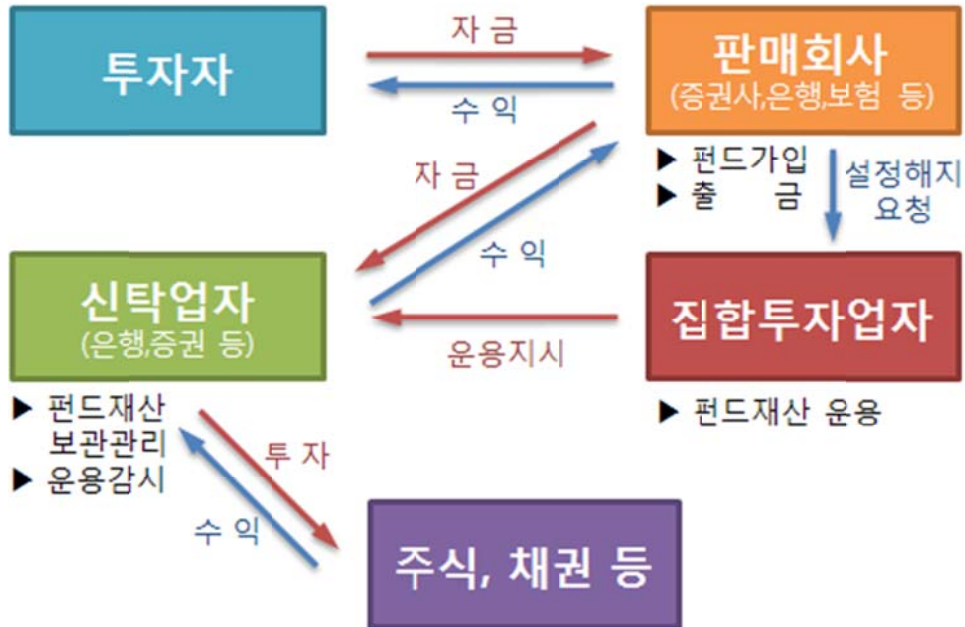 투자자
자 금
수 익
판매회사
(증권사,은행,보험 등)
▶ 펀드가입
▶ 출 금
설정해지
요청
자 금
수 익
신탁업자
(은행,증권 등)
운용지시
집합투자업자
▶ 펀드재산
보관관리
▶ 운용감시
▶ 펀드재산 운용
투 자
수 익
주식, 채권 등